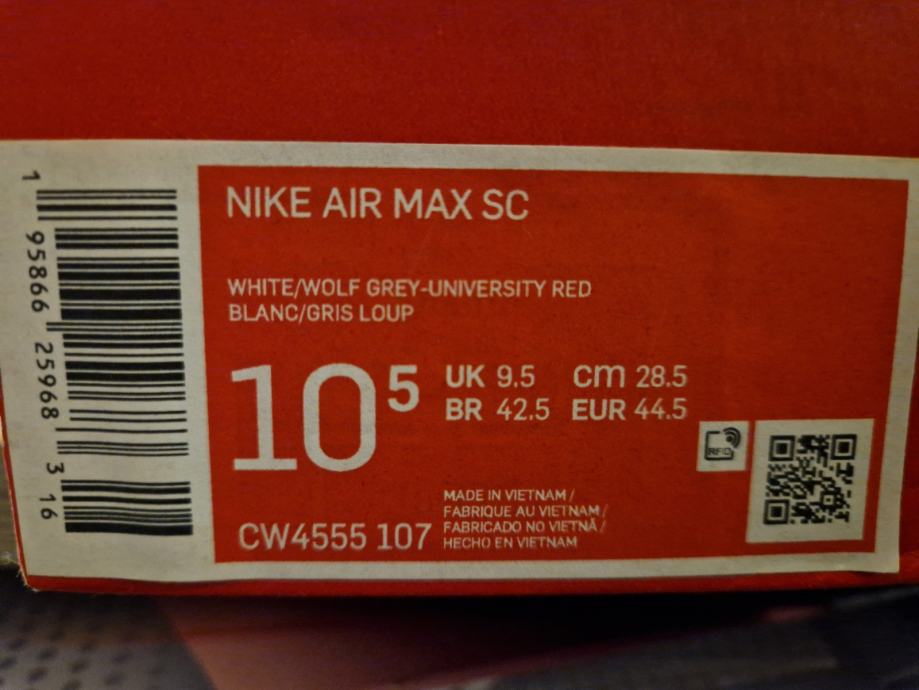 NIKE AIR MAX SC
WHITE/WOLF GREY-UNIVERSITY RED
BLANC/GRIS LOUP
10 5
UK 9.5 cm 28.5
BR 42.5 EUR 44.5
RFID
MADE IN VIETNAM /
FABRIQUE AU VIETNAM /
FABRICADO NO VIETNÃ /
HECHO EN VIETNAM
CW4555 107
1 95866 25968 3 16